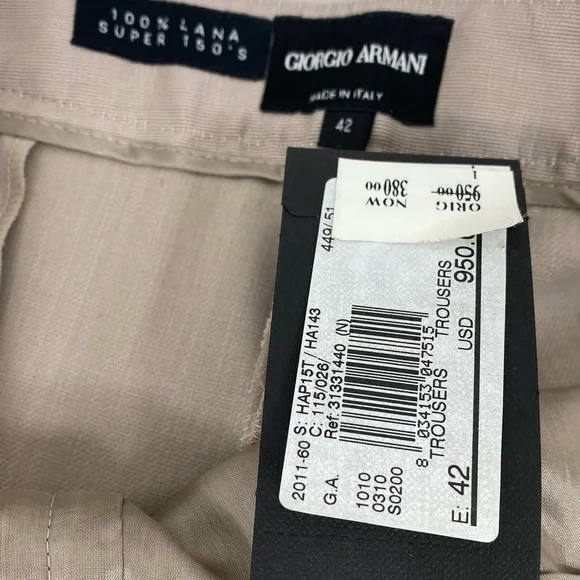 100% LANA
SUPER 150'S
GIORGIO ARMANI
MADE IN ITALY
42
ORIG 950.00
NOW 380.00
449/51
2011-60 S: HAP15T / HA143
C: 115/026/
Ref: 31331440 (N)
8 034153 047515
TROUSERS TROUSERS
USD 950.
G.A. 1010
0310
S0200
E: 42